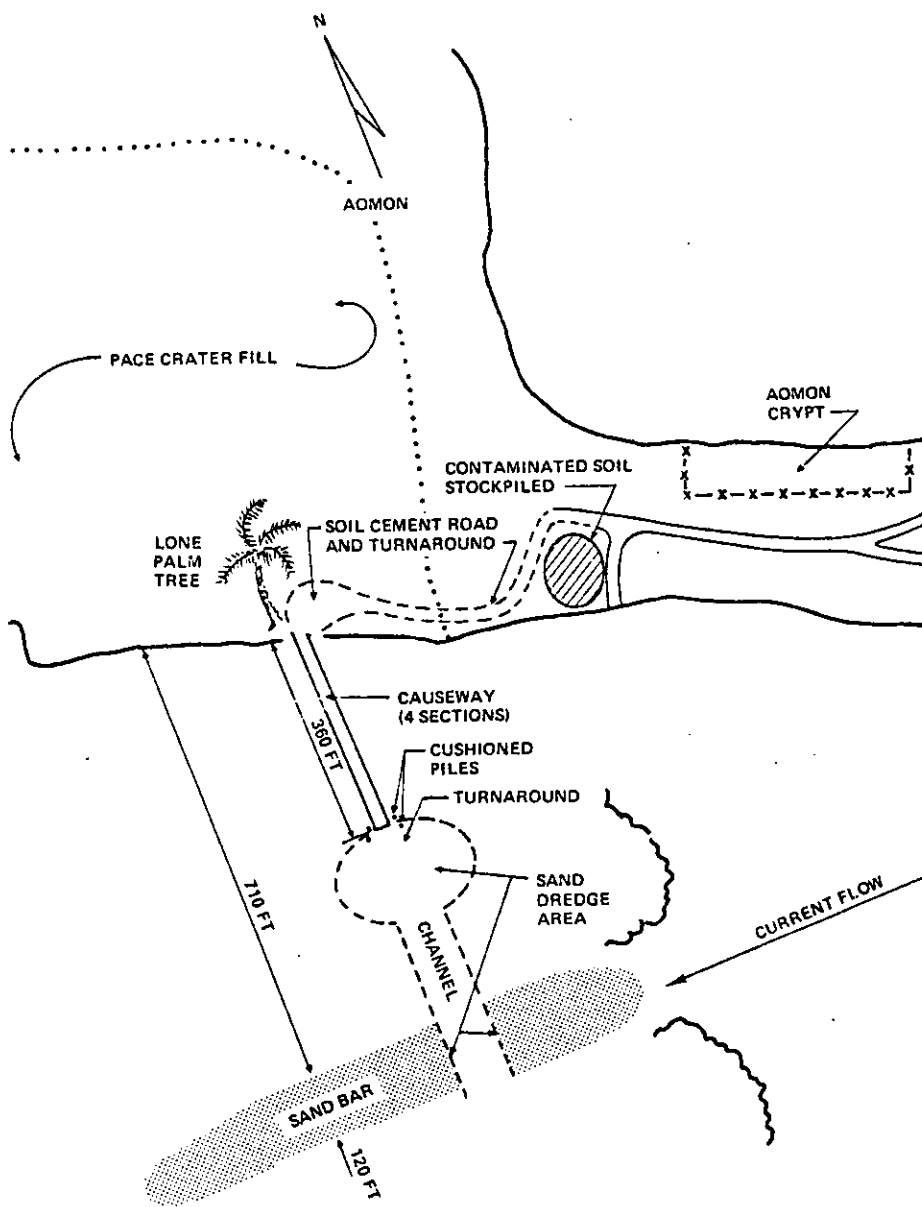 N
AOMON
PACE CRATER FILL
AOMON
CRYPT
CONTAMINATED SOIL
STOCKPILED
LONE
PALM
TREE
SOIL CEMENT ROAD
AND TURNAROUND
CAUSEWAY
(4 SECTIONS)
360 FT
CUSHIONED
PILES
TURNAROUND
SAND
DREDGE
AREA
710 FT
CHANNEL
CURRENT FLOW
SAND BAR
120 FT